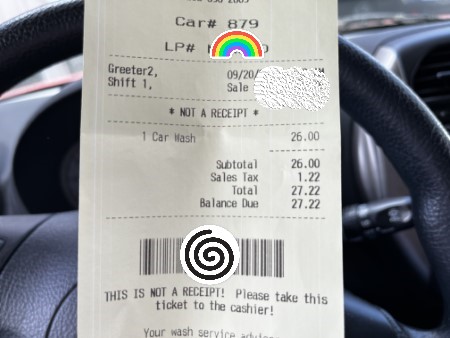 Car# 879
LP#
Greeter2, 09/20/
Shift 1, Sale
* NOT A RECEIPT *
1 Car Wash 26.00
Subtotal 26.00
Sales Tax 1.22
Total 27.22
Balance Due 27.22
THIS IS NOT A RECEIPT! Please take this
ticket to the cashier!
Your wash service